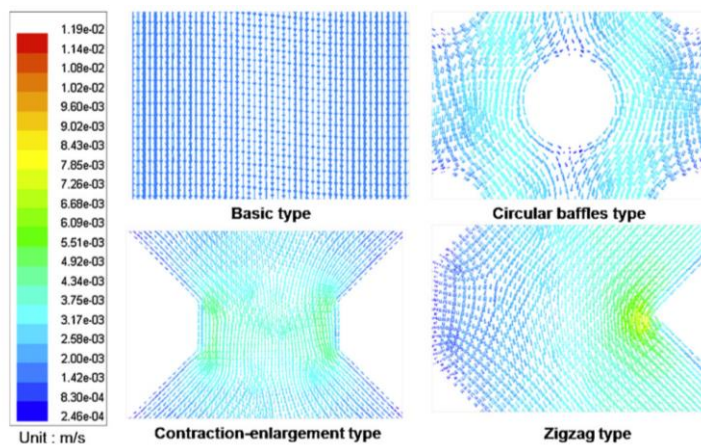 1.19e-02
1.14e-02
1.08e-02
1.02e-02
9.60e-03
9.02e-03
8.43e-03
7.85e-03
7.26e-03
6.68e-03
6.09e-03
5.51e-03
4.92e-03
4.34e-03
3.75e-03
3.17e-03
2.58e-03
2.00e-03
1.42e-03
8.30e-04
2.46e-04
Unit : m/s
Basic type
Circular baffles type
Contraction-enlargement type
Zigzag type